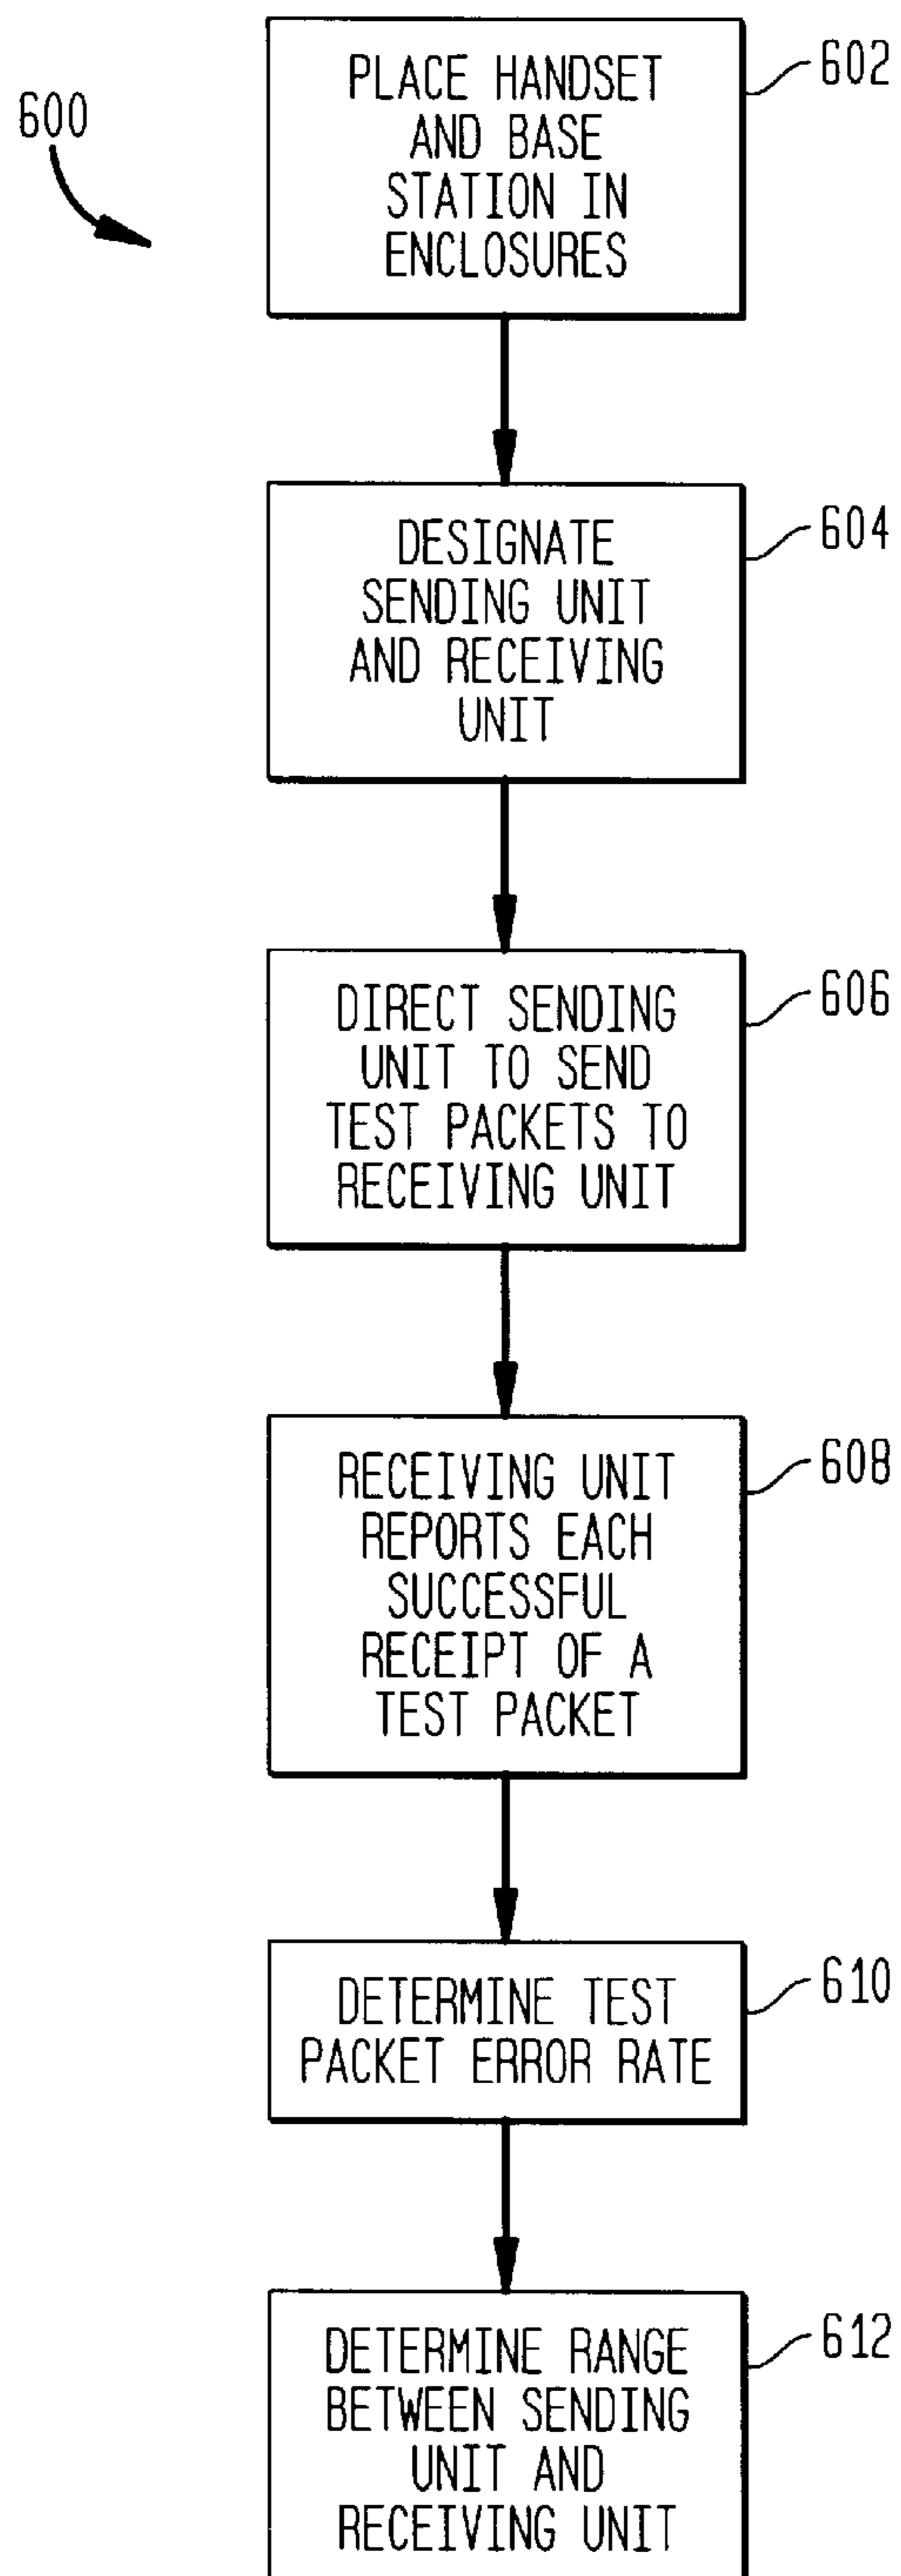 600
PLACE HANDSET
AND BASE
STATION IN
ENCLOSURES
602
DESIGNATE
SENDING UNIT
AND RECEIVING
UNIT
604
DIRECT SENDING
UNIT TO SEND
TEST PACKETS TO
RECEIVING UNIT
606
RECEIVING UNIT
REPORTS EACH
SUCCESSFUL
RECEIPT OF A
TEST PACKET
608
DETERMINE TEST
PACKET ERROR RATE
610
DETERMINE RANGE
BETWEEN SENDING
UNIT AND
RECEIVING UNIT
612